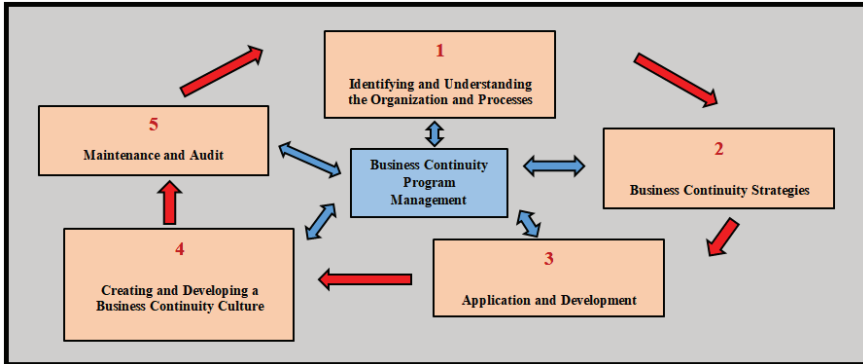 1
Identifying and Understanding
the Organization and Processes
5
Maintenance and Audit
Business Continuity
Program
Management
2
Business Continuity Strategies
4
Creating and Developing a
Business Continuity Culture
3
Application and Development